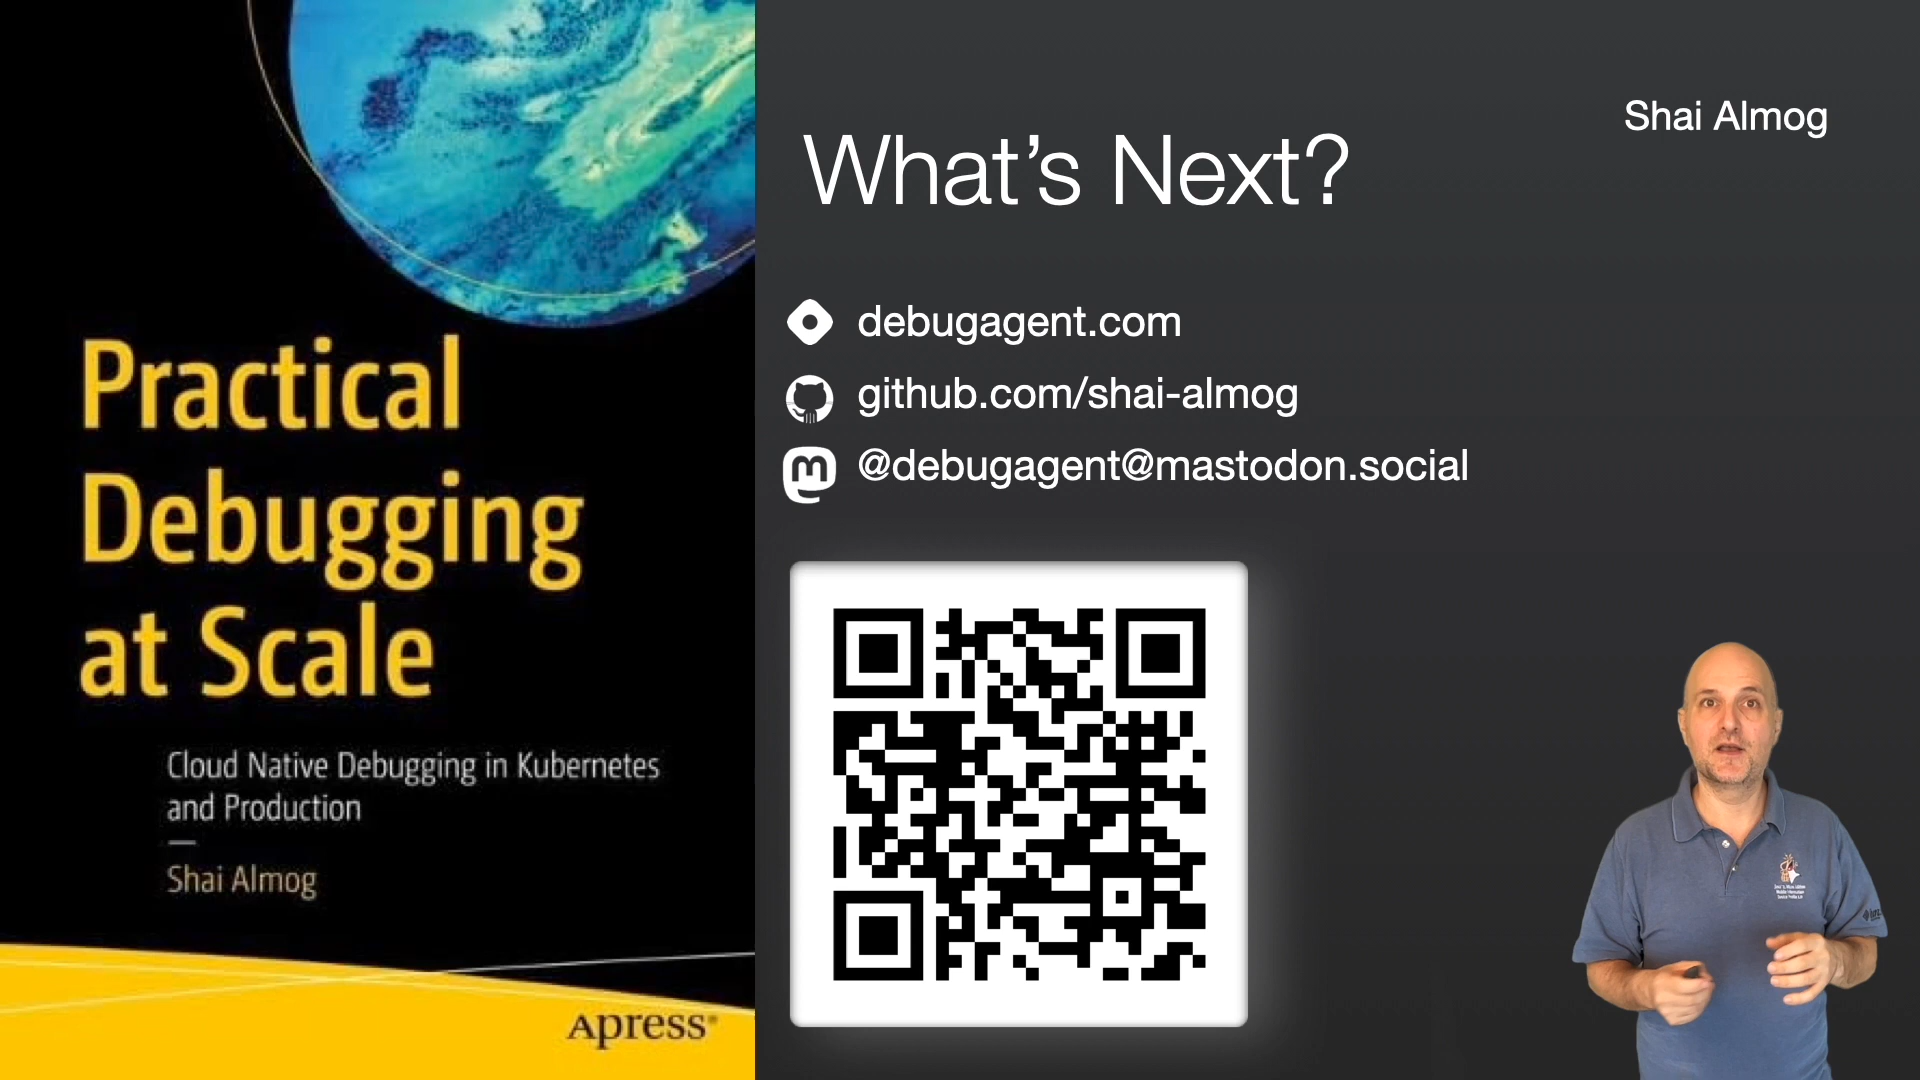 Practical
Debugging
at Scale
Cloud Native Debugging in Kubernetes
and Production
Shai Almog
Apress®
Shai Almog
What's Next?
debugagent.com
github.com/shai-almog
@debugagent@mastodon.social